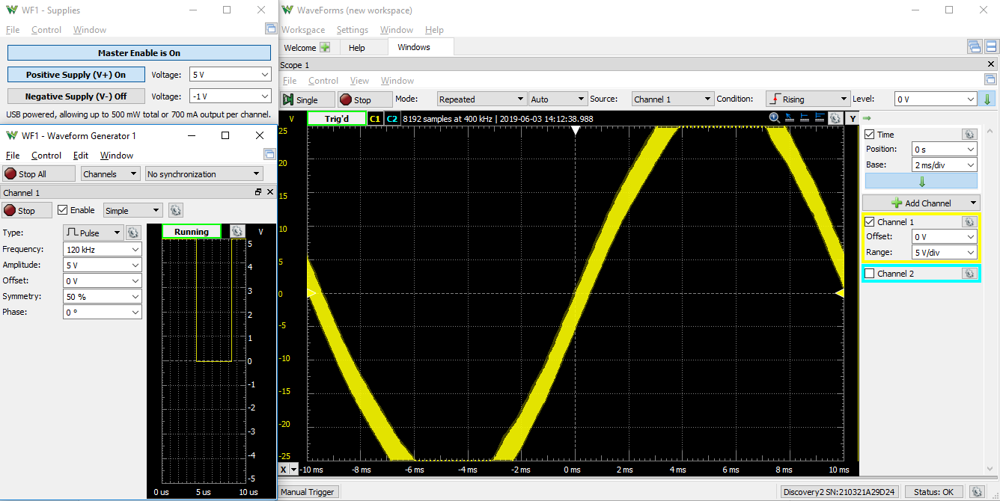 WF1 - Supplies
File Control Window
Master Enable is On
Positive Supply (V+) On Voltage: 5 V
Negative Supply (V-) Off Voltage: -1 V
USB powered, allowing up to 500 mW total or 700 mA output per channel.
WF1 - Waveform Generator 1
File Control Edit Window
Stop All Channels No synchronization
Channel 1
Stop Enable Simple
Type: Pulse
Frequency: 120 kHz
Amplitude: 5 V
Offset: 0 V
Symmetry: 50 %
Phase: 0 °
Running V
5
4
3
2
1
0
-1
-2
-3
-4
-5
0 us 5 us 10 us
WaveForms (new workspace)
Workspace Settings Window Help
Welcome Help Windows
Scope 1
File Control View Window
Single Stop Mode: Repeated Auto Source: Channel 1 Condition: Rising Level: 0 V
V Trig'd C1 C2 8192 samples at 400 kHz | 2019-06-03 14:12:38.988 Y
25
20
15
10
5
0
-5
-10
-15
-20
-25
X -10 ms -8 ms -6 ms -4 ms -2 ms 0 ms 2 ms 4 ms 6 ms 8 ms 10 ms
Time
Position: 0 s
Base: 2 ms/div
Add Channel
Channel 1
Offset: 0 V
Range: 5 V/div
Channel 2
Manual Trigger Discovery2 SN:210321A29D24 Status: OK